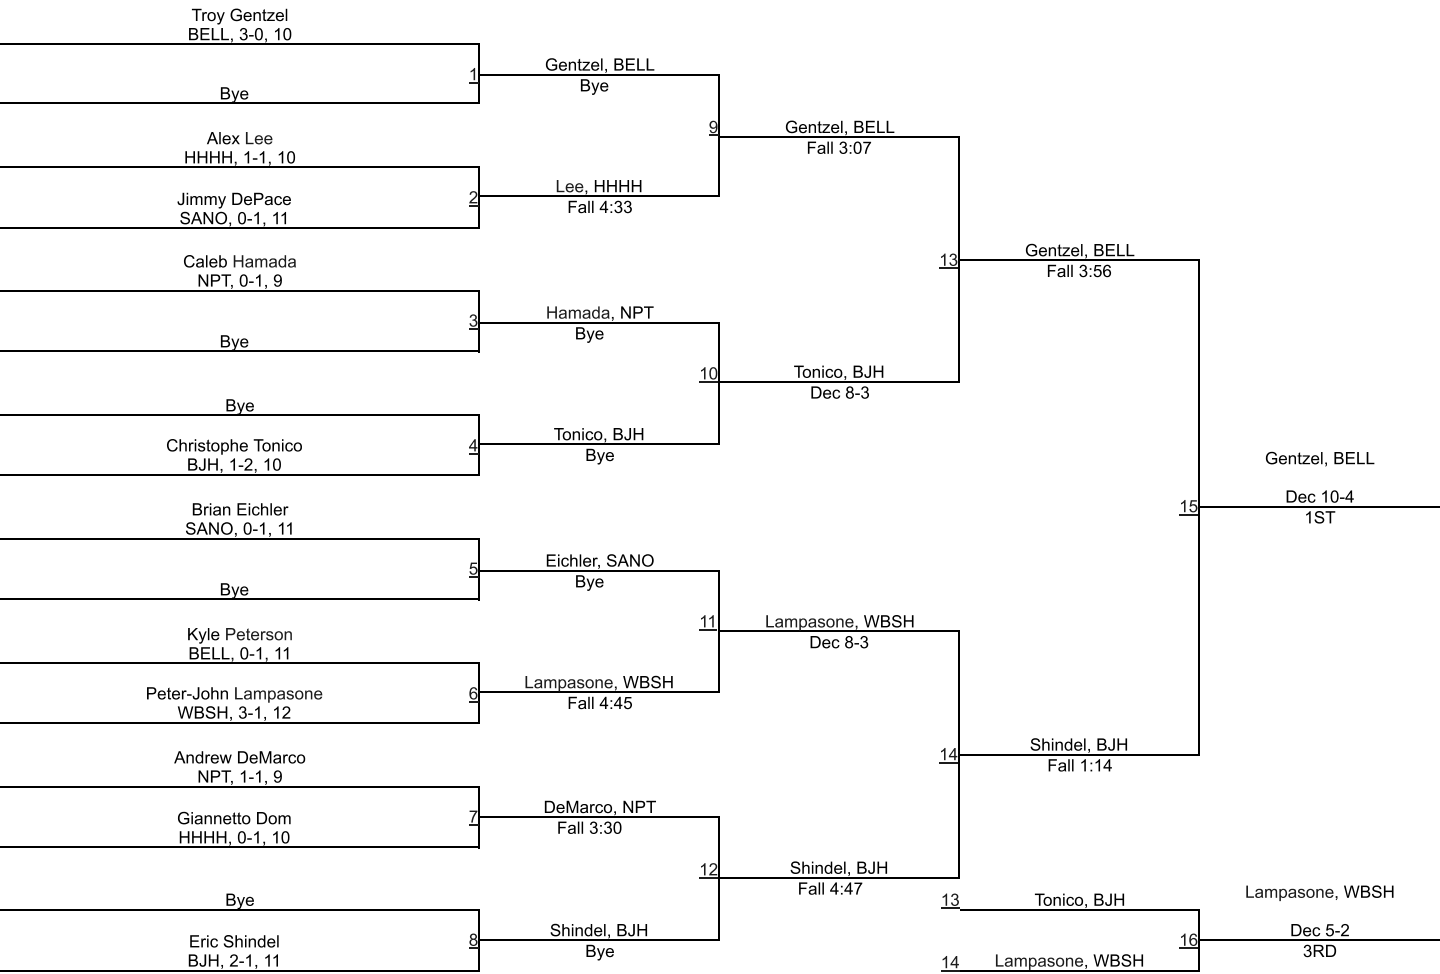 Troy Gentzel
BELL, 3-0, 10
1
Bye
Alex Lee
HHHH, 1-1, 10
2
Jimmy DePace
SANO, 0-1, 11
Caleb Hamada
NPT, 0-1, 9
3
Bye
Bye
4
Christophe Tonico
BJH, 1-2, 10
Brian Eichler
SANO, 0-1, 11
5
Bye
Kyle Peterson
BELL, 0-1, 11
6
Peter-John Lampasone
WBSH, 3-1, 12
Andrew DeMarco
NPT, 1-1, 9
7
Giannetto Dom
HHHH, 0-1, 10
Bye
8
Eric Shindel
BJH, 2-1, 11
Gentzel, BELL
Bye
9
Lee, HHHH
Fall 4:33
Hamada, NPT
Bye
10
Tonico, BJH
Bye
Eichler, SANO
Bye
11
Lampasone, WBSH
Fall 4:45
DeMarco, NPT
Fall 3:30
12
Shindel, BJH
Bye
Gentzel, BELL
Fall 3:07
13
Tonico, BJH
Dec 8-3
Lampasone, WBSH
Dec 8-3
14
Shindel, BJH
Fall 4:47
Gentzel, BELL
Fall 3:56
15
Shindel, BJH
Fall 1:14
Gentzel, BELL
Dec 10-4
1ST
13
Tonico, BJH
16
14
Lampasone, WBSH
Lampasone, WBSH
Dec 5-2
3RD